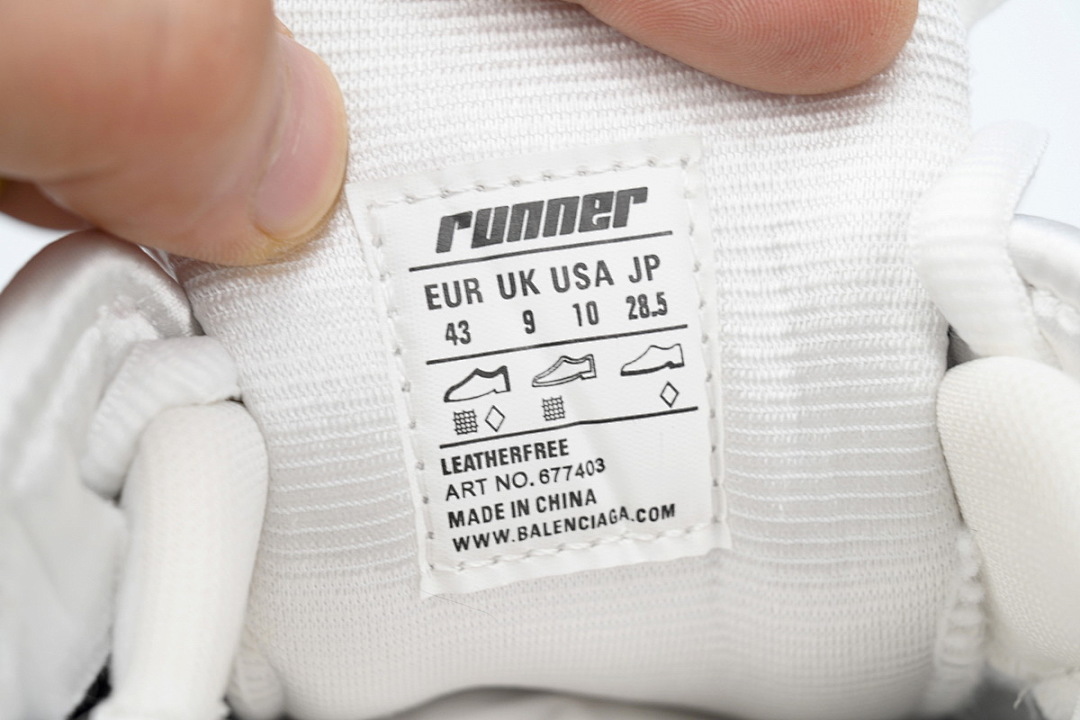 runner
EUR UK USA JP
43 9 10 28.5
LEATHERFREE
ART NO. 677403
MADE IN CHINA
WWW.BALENCIAGA.COM